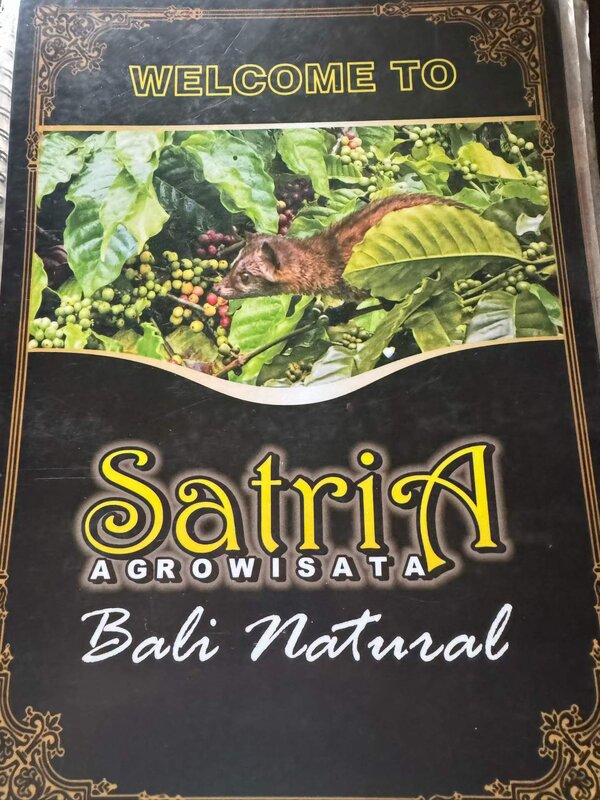 WELCOME TO
SatriA
AGROWISATA
Bali Natural